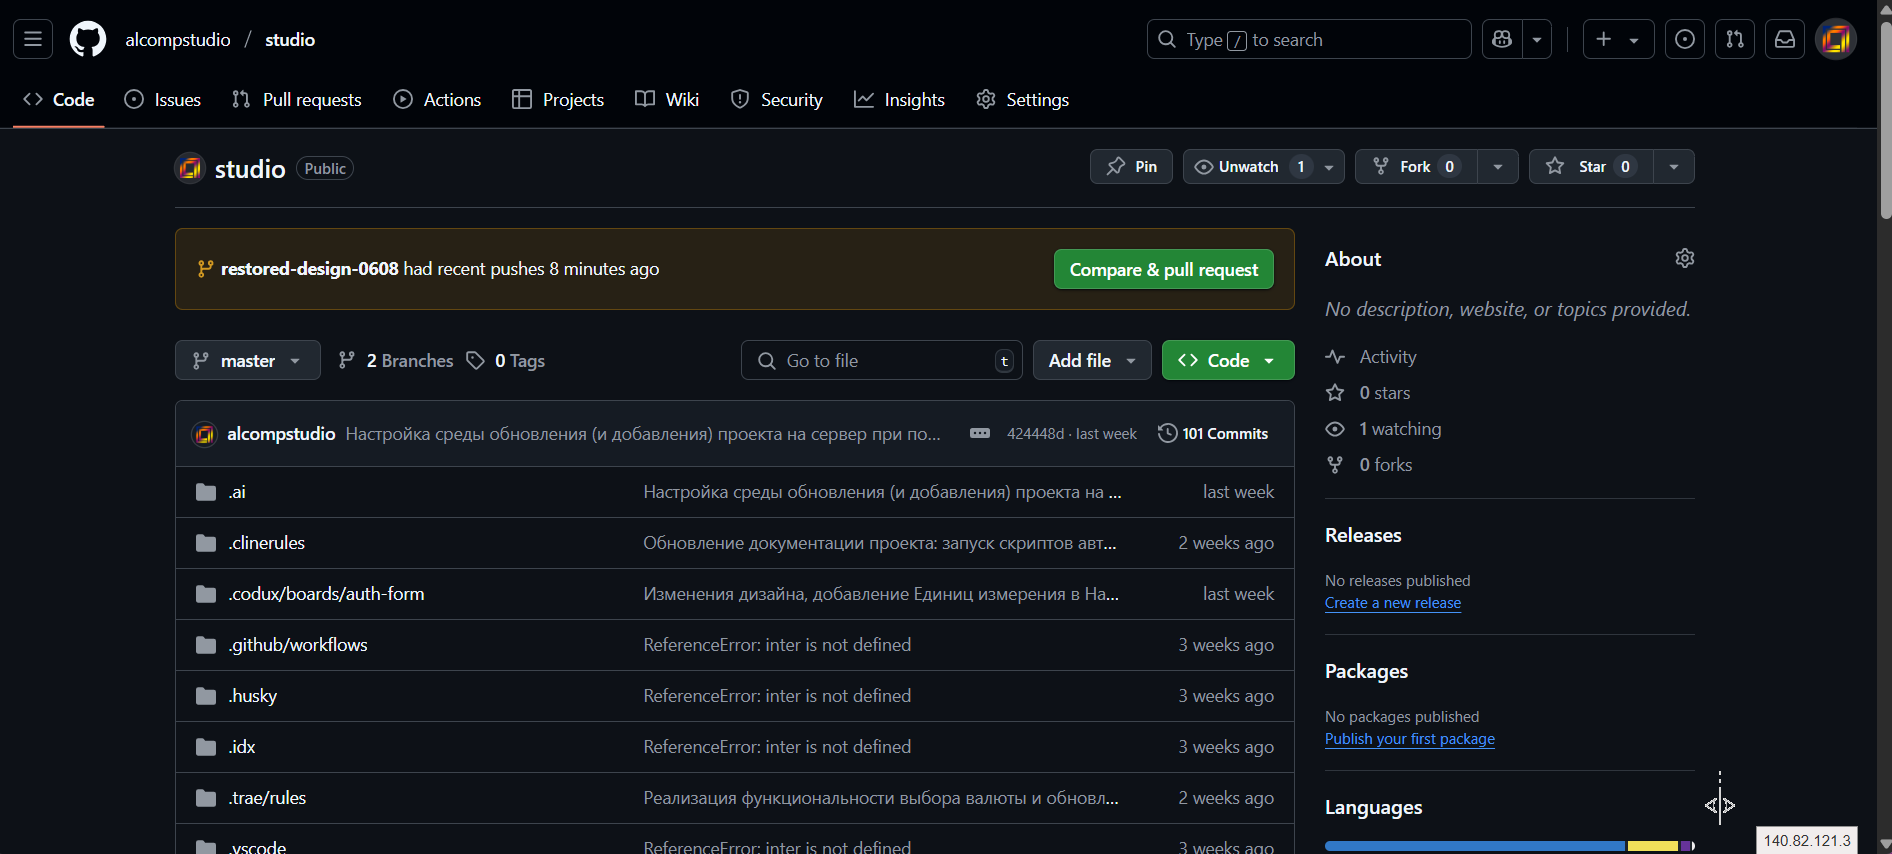 alcompstudio / studio
Type / to search
Code Issues Pull requests Actions Projects Wiki Security Insights Settings
studio Public
Pin Unwatch 1 Fork 0 Star 0
restored-design-0608 had recent pushes 8 minutes ago
Compare & pull request
master 2 Branches 0 Tags
Go to file t Add file Code
alcompstudio Настройка среды обновления (и добавления) проекта на сервер при по... 424448d · last week 101 Commits
.ai Настройка среды обновления (и добавления) проекта на ... last week
.clinerules Обновление документации проекта: запуск скриптов авт... 2 weeks ago
.codux/boards/auth-form Изменения дизайна, добавление Единиц измерения в На... last week
.github/workflows ReferenceError: inter is not defined 3 weeks ago
.husky ReferenceError: inter is not defined 3 weeks ago
.idx ReferenceError: inter is not defined 3 weeks ago
.trae/rules Реализация функциональности выбора валюты и обновл... 2 weeks ago
.vscode ReferenceError: inter is not defined 3 weeks ago
About
No description, website, or topics provided.
Activity
0 stars
1 watching
0 forks
Releases
No releases published
Create a new release
Packages
No packages published
Publish your first package
Languages
140.82.121.3